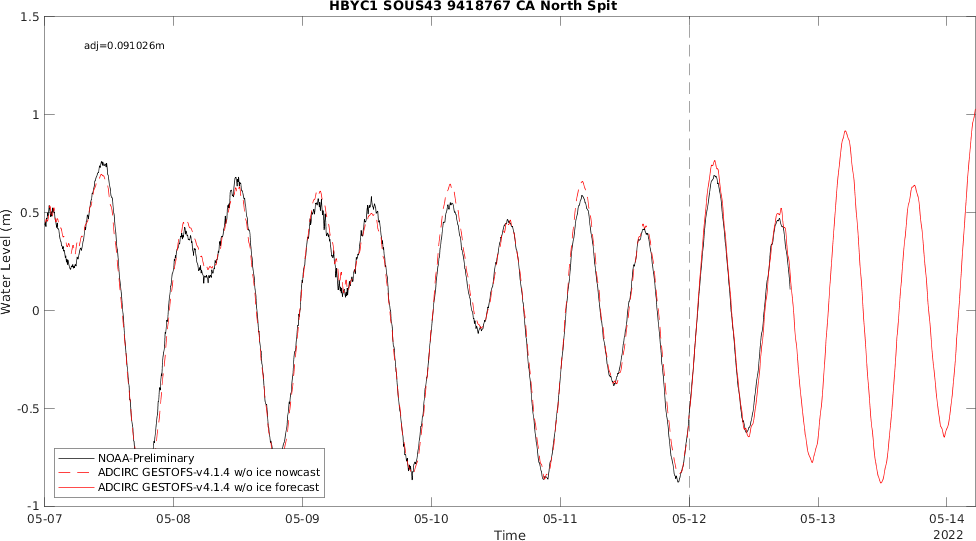 HBYC1 SOUS43 9418767 CA North Spit
adj=0.091026m
Water Level (m)
1.5
1
0.5
0
-0.5
-1
NOAA-Preliminary
ADCIRC GESTOFS-v4.1.4 w/o ice nowcast
ADCIRC GESTOFS-v4.1.4 w/o ice forecast
05-07 05-08 05-09 05-10 05-11 05-12 05-13 05-14
Time
2022